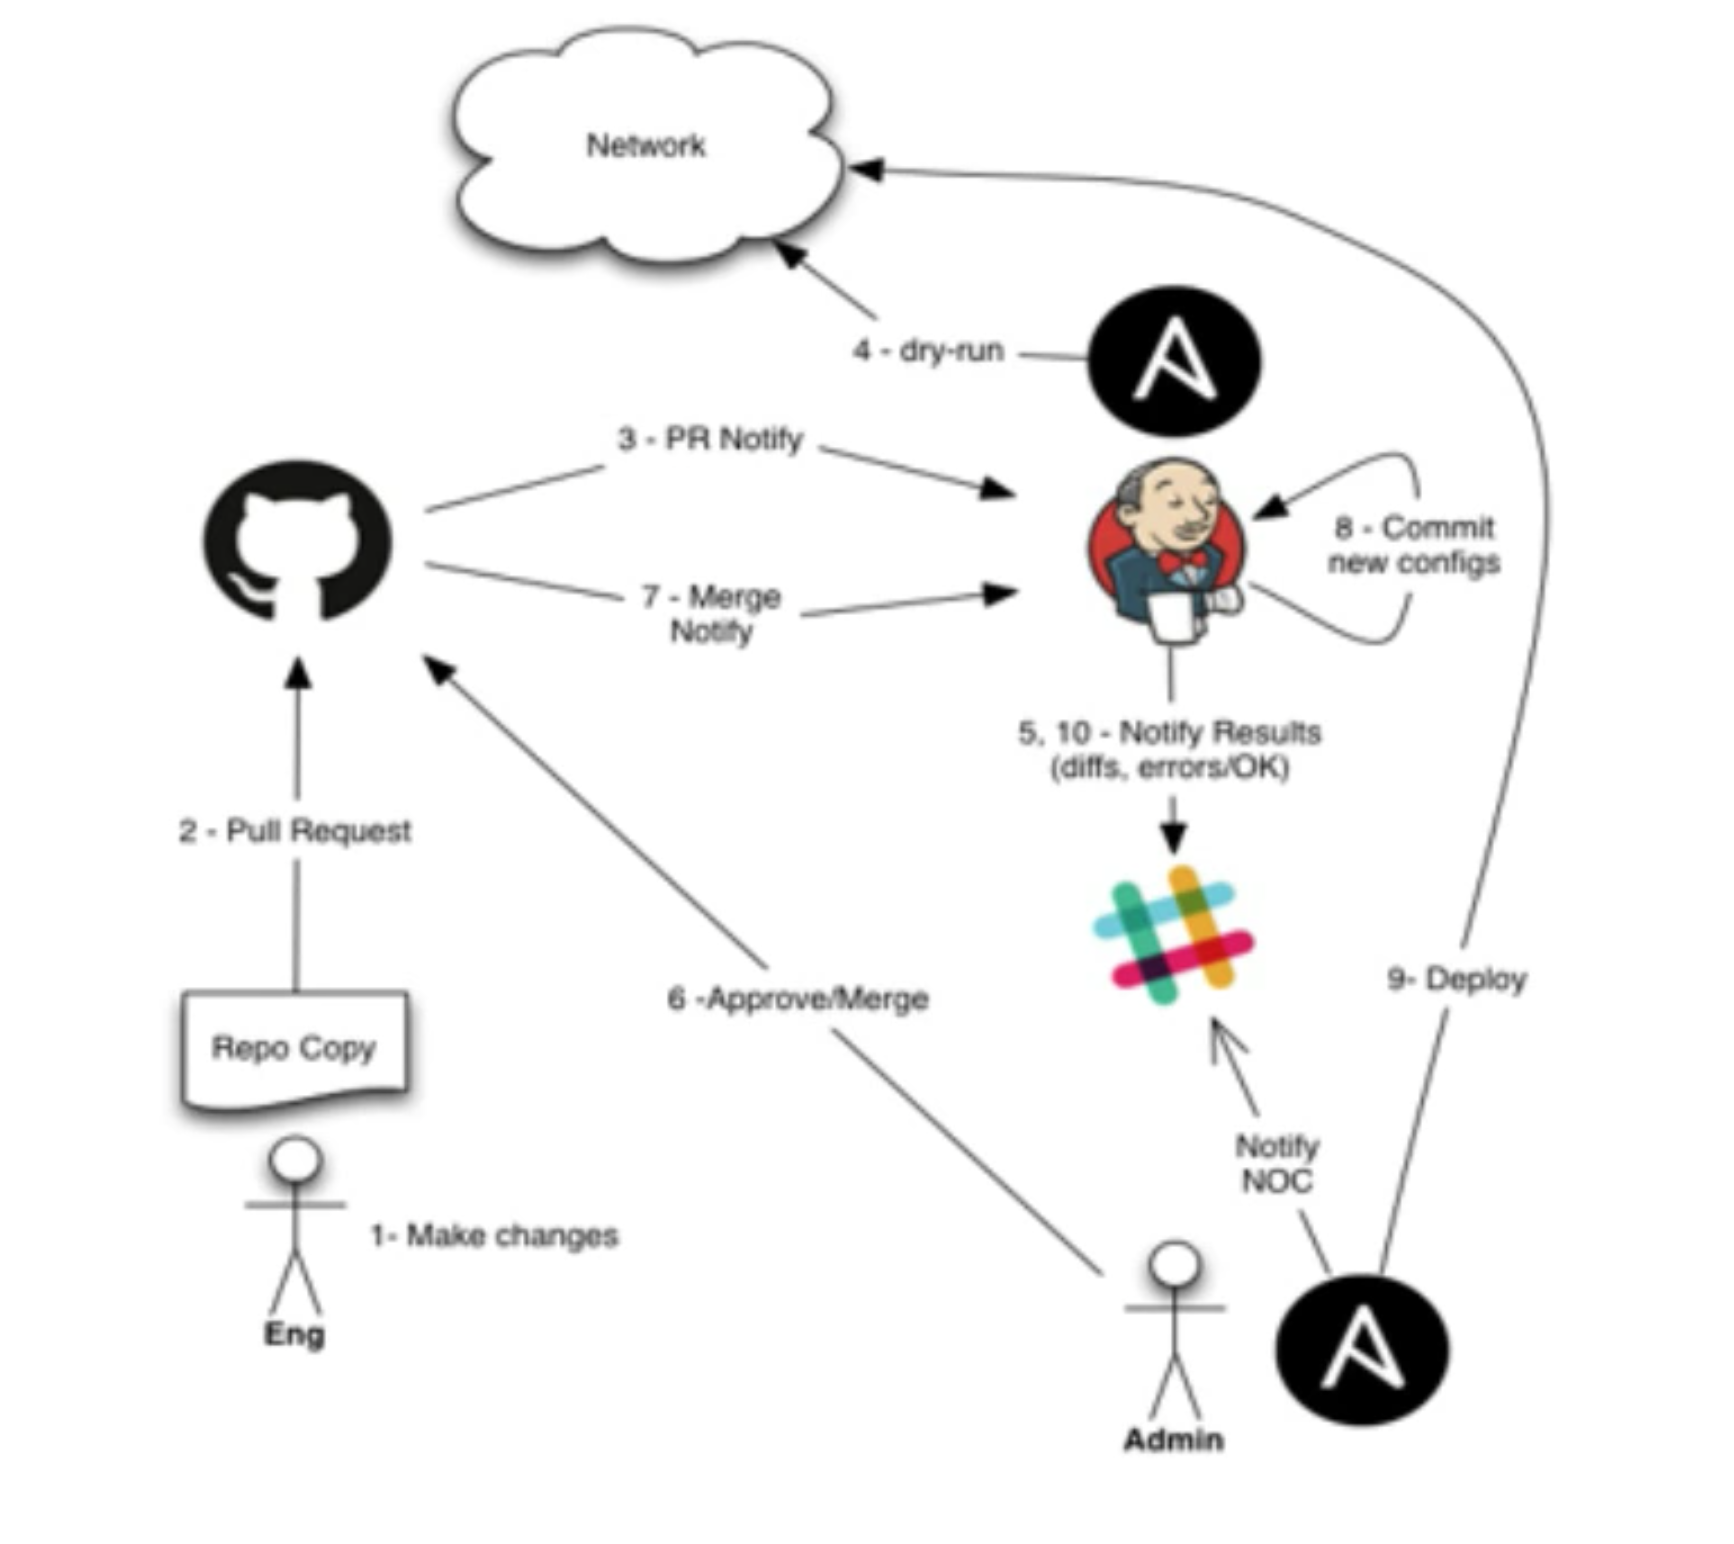 Network
4 - dry-run
3 - PR Notify
8 - Commit
new configs
7 - Merge
Notify
5, 10 - Notify Results
(diffs, errors/OK)
2 - Pull Request
9- Deploy
6 -Approve/Merge
Repo Copy
Notify
NOC
1- Make changes
Eng
Admin